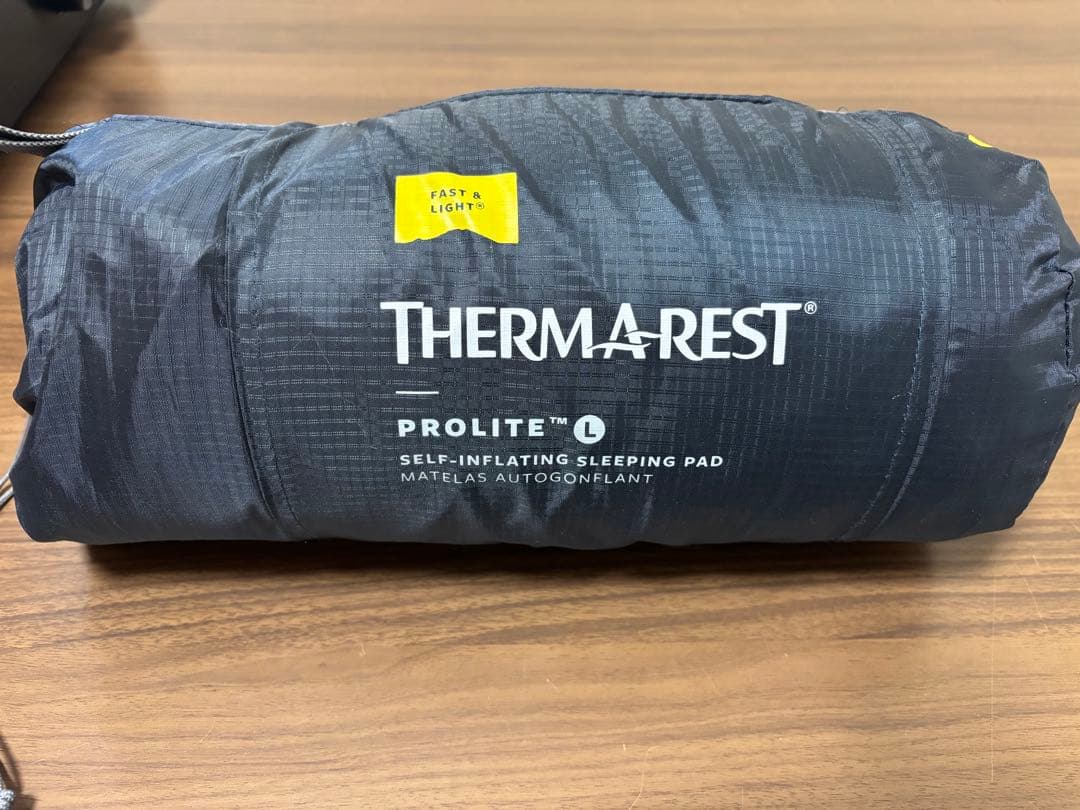 FAST &
LIGHT®
THERM-A-REST®
PROLITE™ L
SELF-INFLATING SLEEPING PAD
MATELAS AUTOGONFLANT